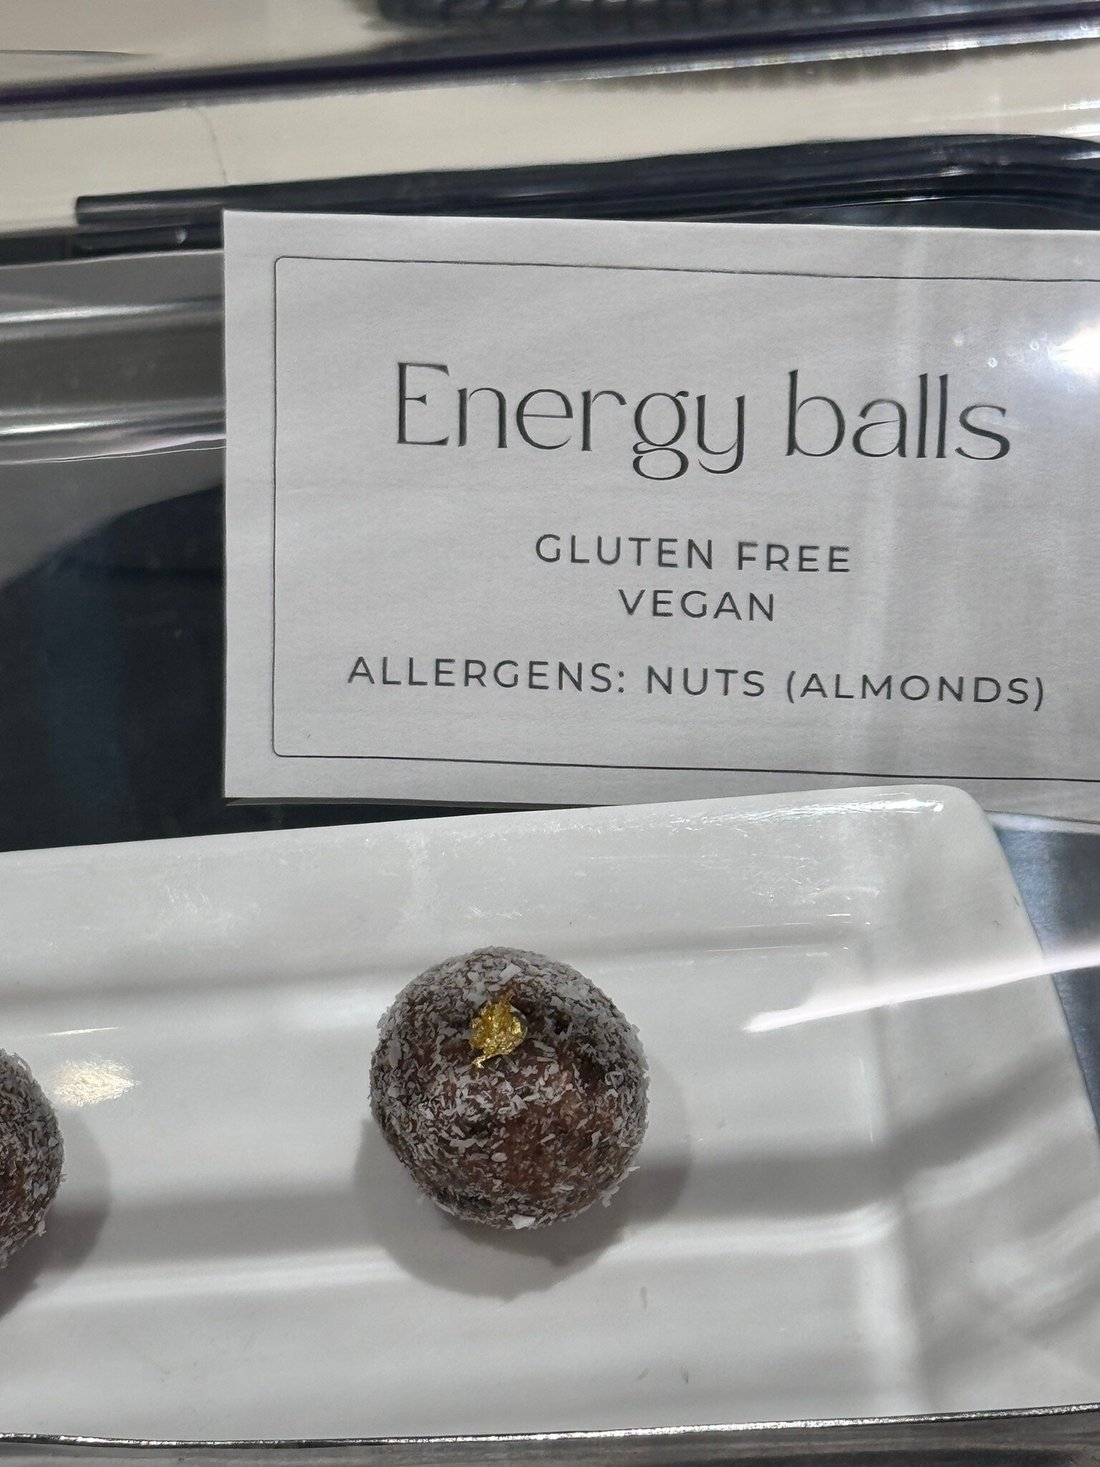 Energy balls
GLUTEN FREE
VEGAN
ALLERGENS: NUTS (ALMONDS)